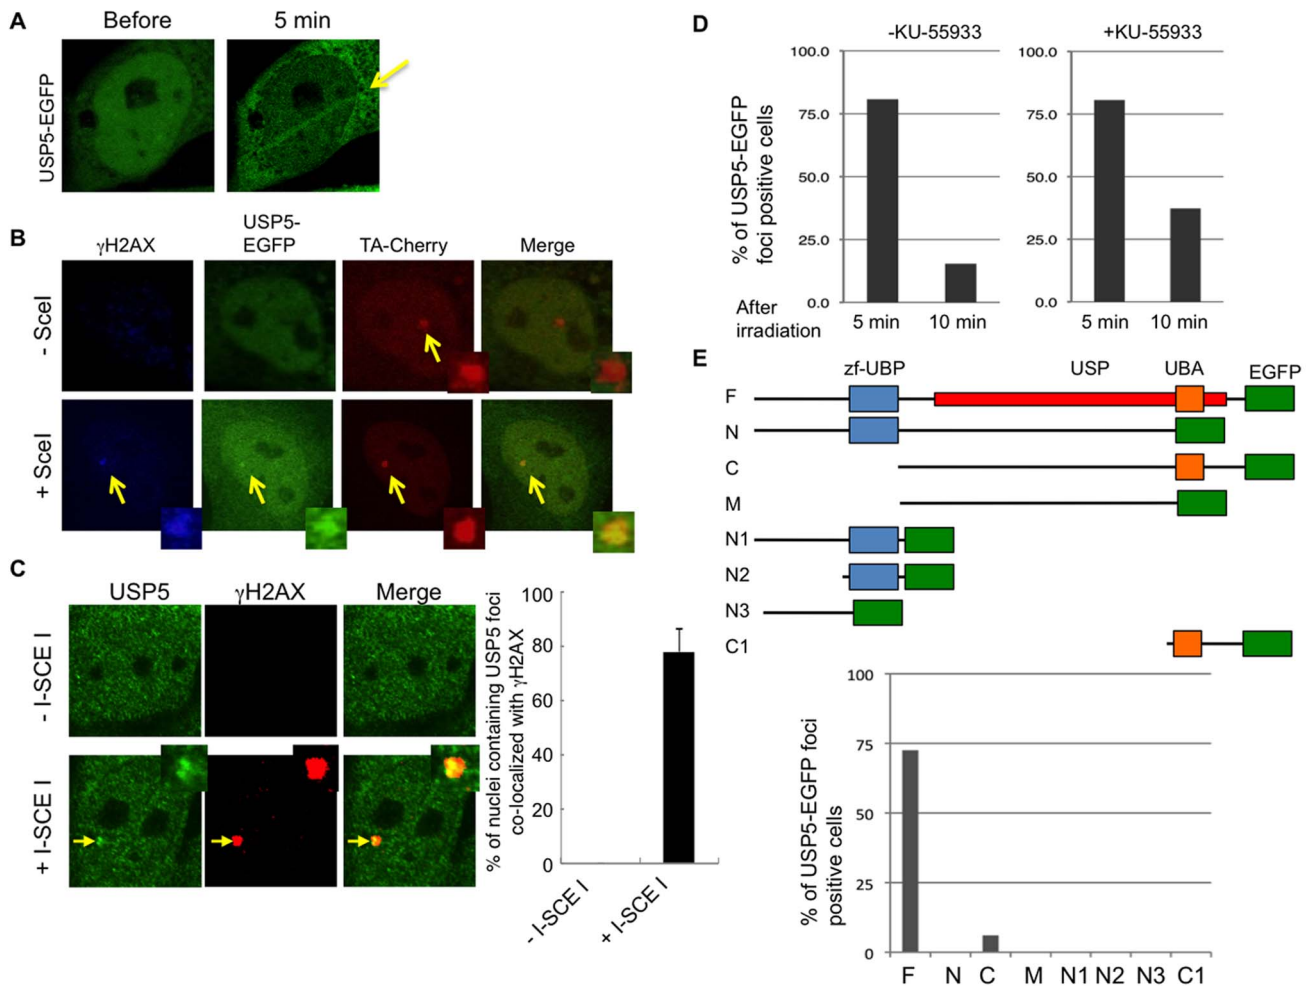 A
Before
5 min
USP5-EGFP
B
γH2AX
USP5-
EGFP
TA-Cherry
Merge
- SceI
+ SceI
C
USP5
γH2AX
Merge
- I-SCE I
+ I-SCE I
% of nuclei containing USP5 foci
co-localized with γH2AX
100
80
60
40
20
0
- I-SCE I
+ I-SCE I
D
-KU-55933
+KU-55933
% of USP5-EGFP
foci positive cells
100.0
75.0
50.0
25.0
0.0
100.0
75.0
50.0
25.0
0.0
After
irradiation
5 min
10 min
5 min
10 min
E
zf-UBP
USP
UBA
EGFP
F
N
C
M
N1
N2
N3
C1
% of USP5-EGFP foci
positive cells
100
75
50
25
0
F N C M N1 N2 N3 C1